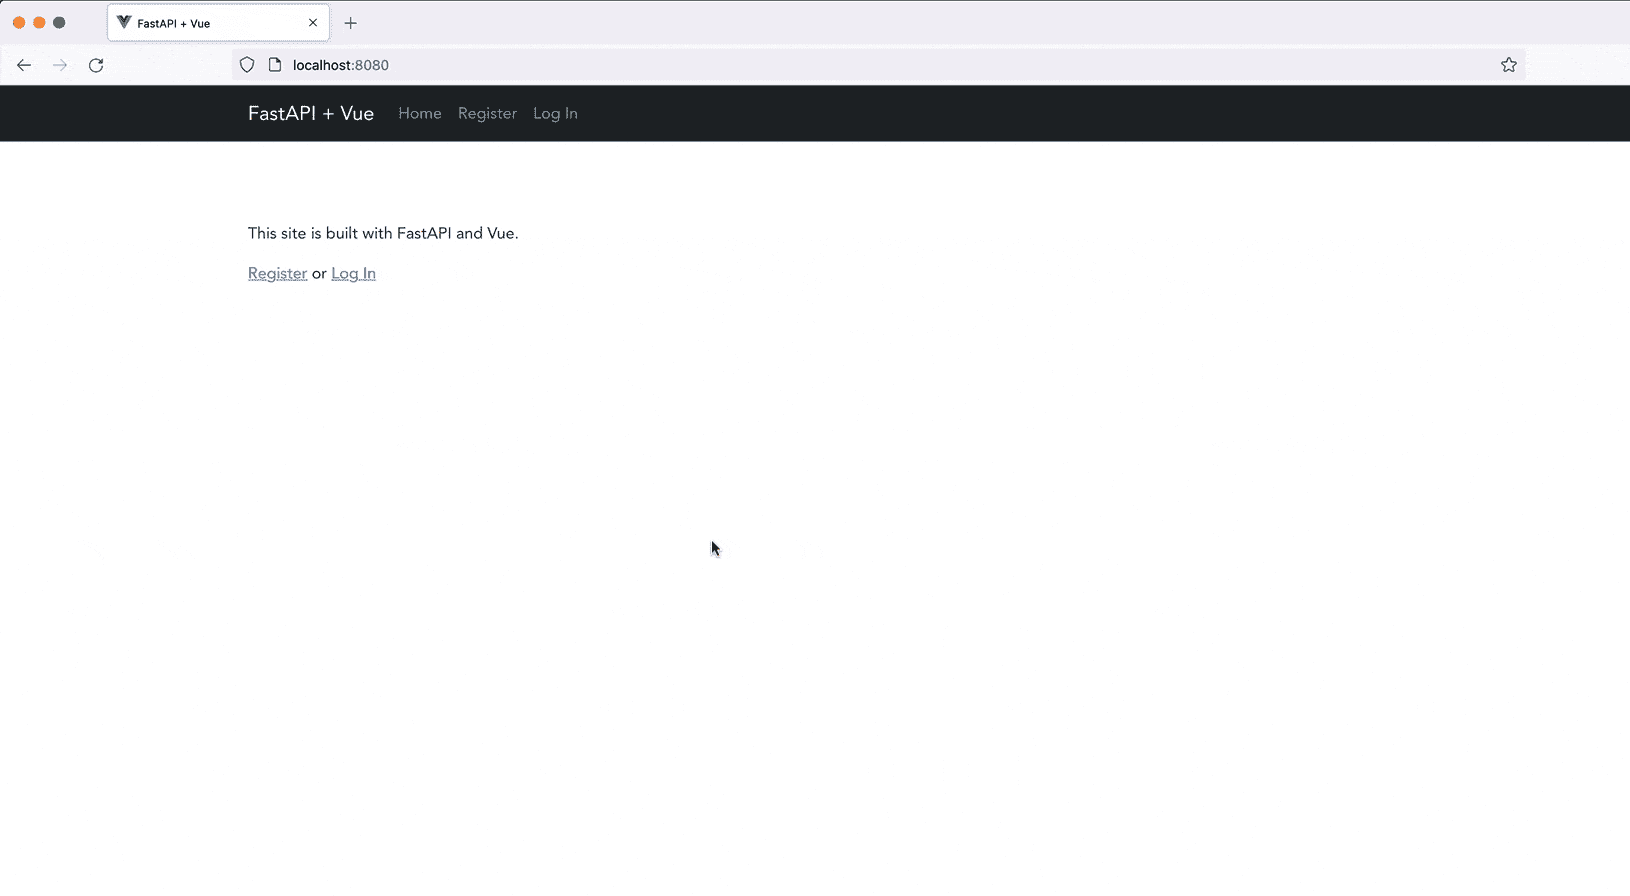 FastAPI + Vue
localhost:8080
FastAPI + Vue Home Register Log In
This site is built with FastAPI and Vue.
Register or Log In